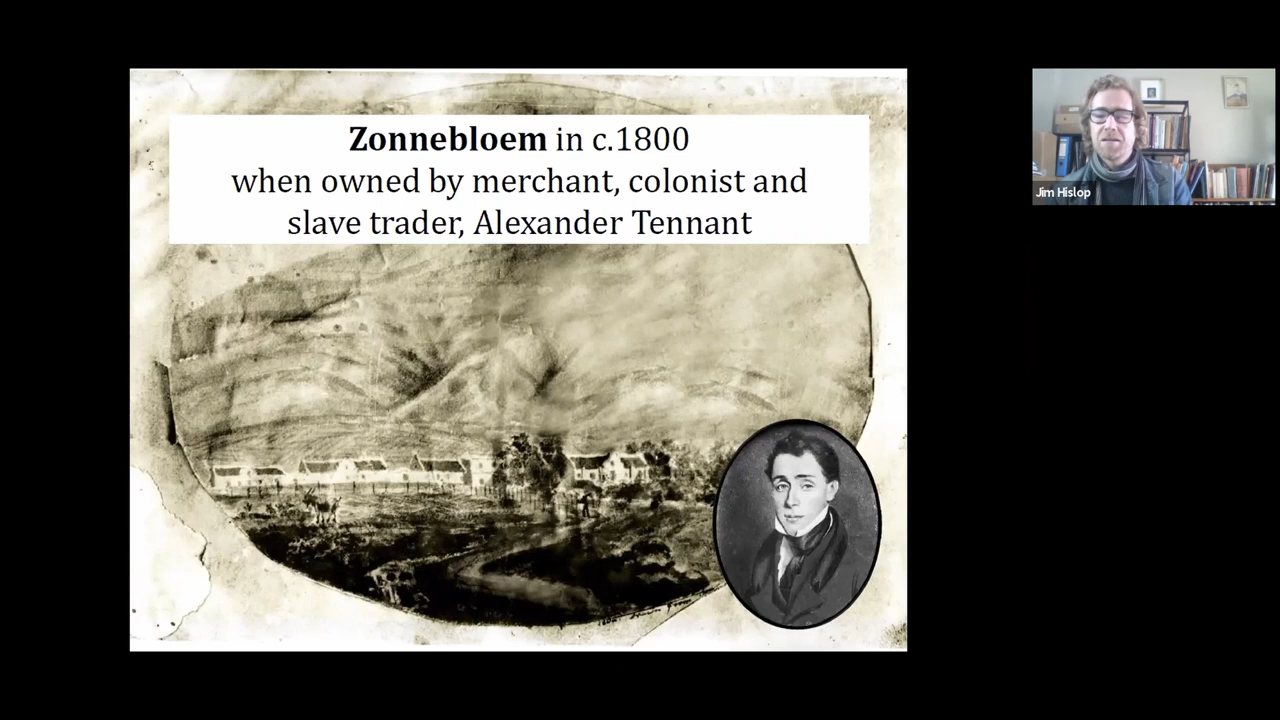 Zonnebloem in c.1800
when owned by merchant, colonist and
slave trader, Alexander Tennant
Jim Hislop